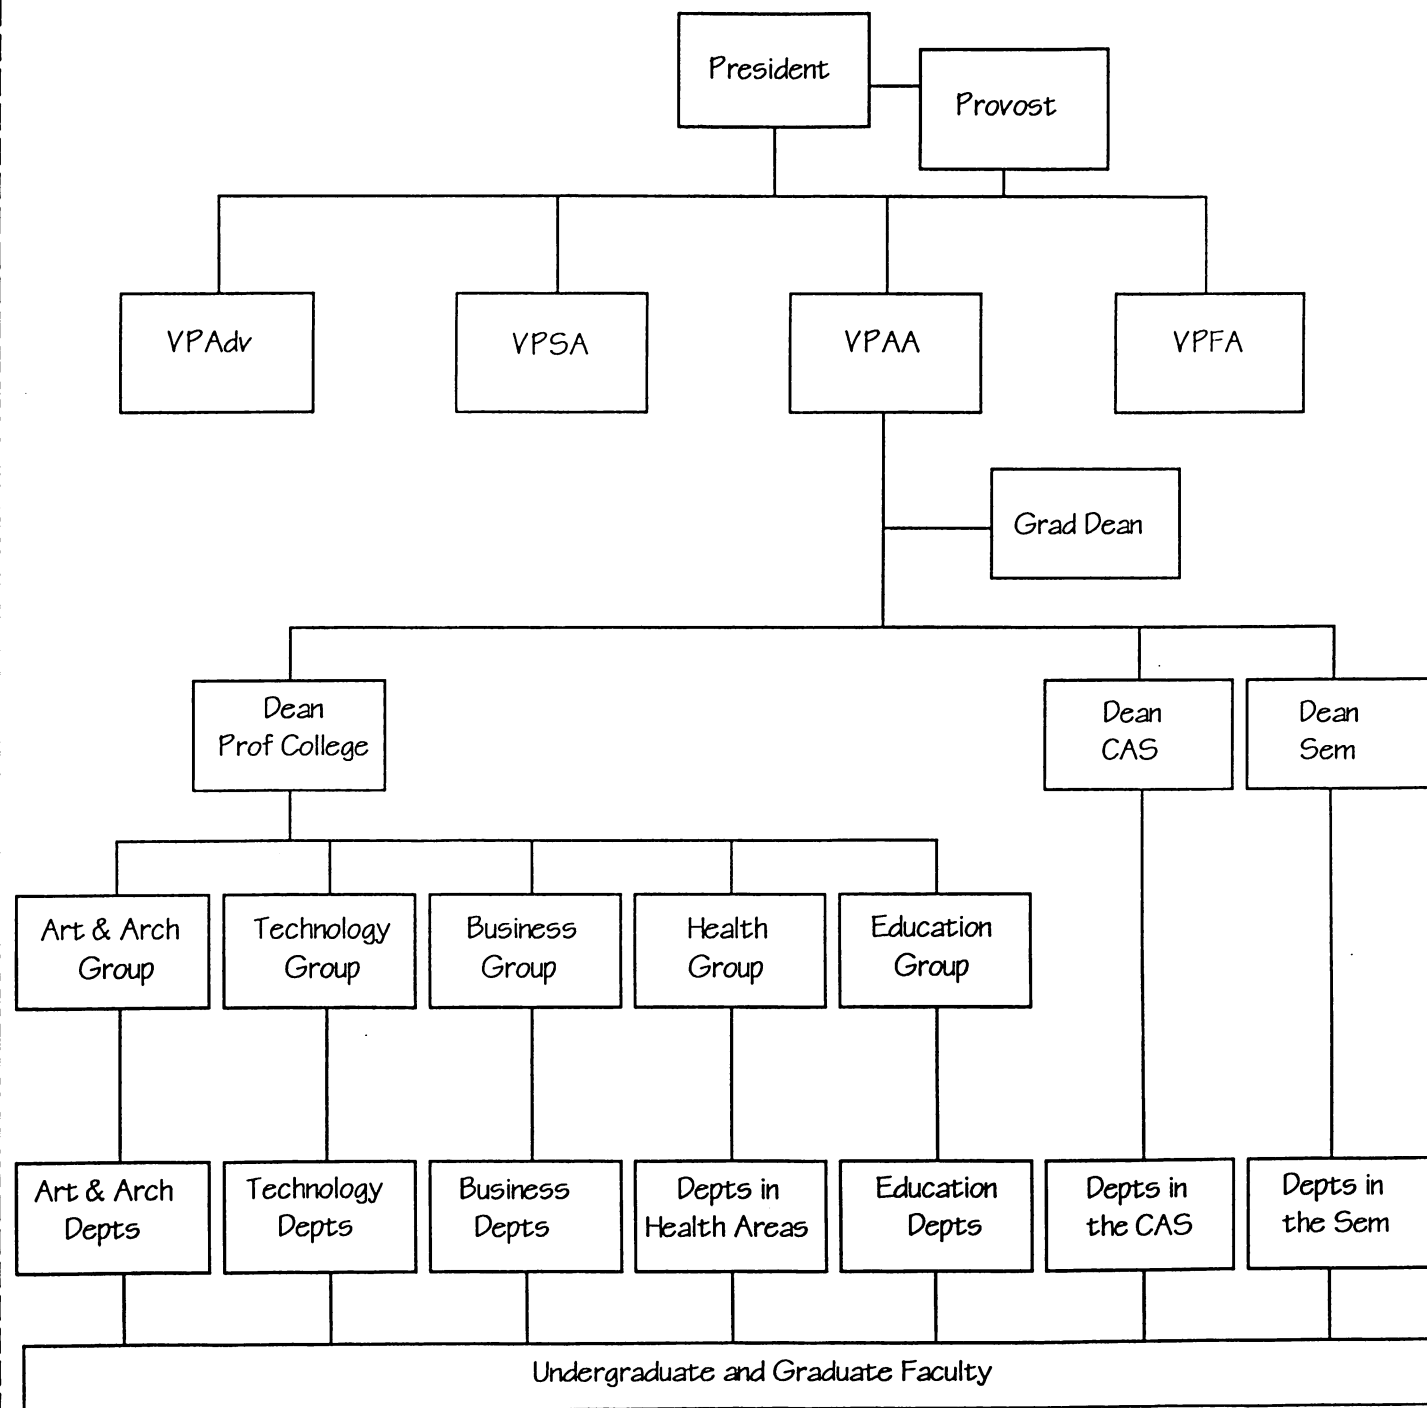 President
Provost
VPAdv
VPSA
VPAA
VPFA
Grad Dean
Dean
Prof College
Dean
CAS
Dean
Sem
Art & Arch
Group
Technology
Group
Business
Group
Health
Group
Education
Group
Art & Arch
Depts
Technology
Depts
Business
Depts
Depts in
Health Areas
Education
Depts
Depts in
the CAS
Depts in
the Sem
Undergraduate and Graduate Faculty